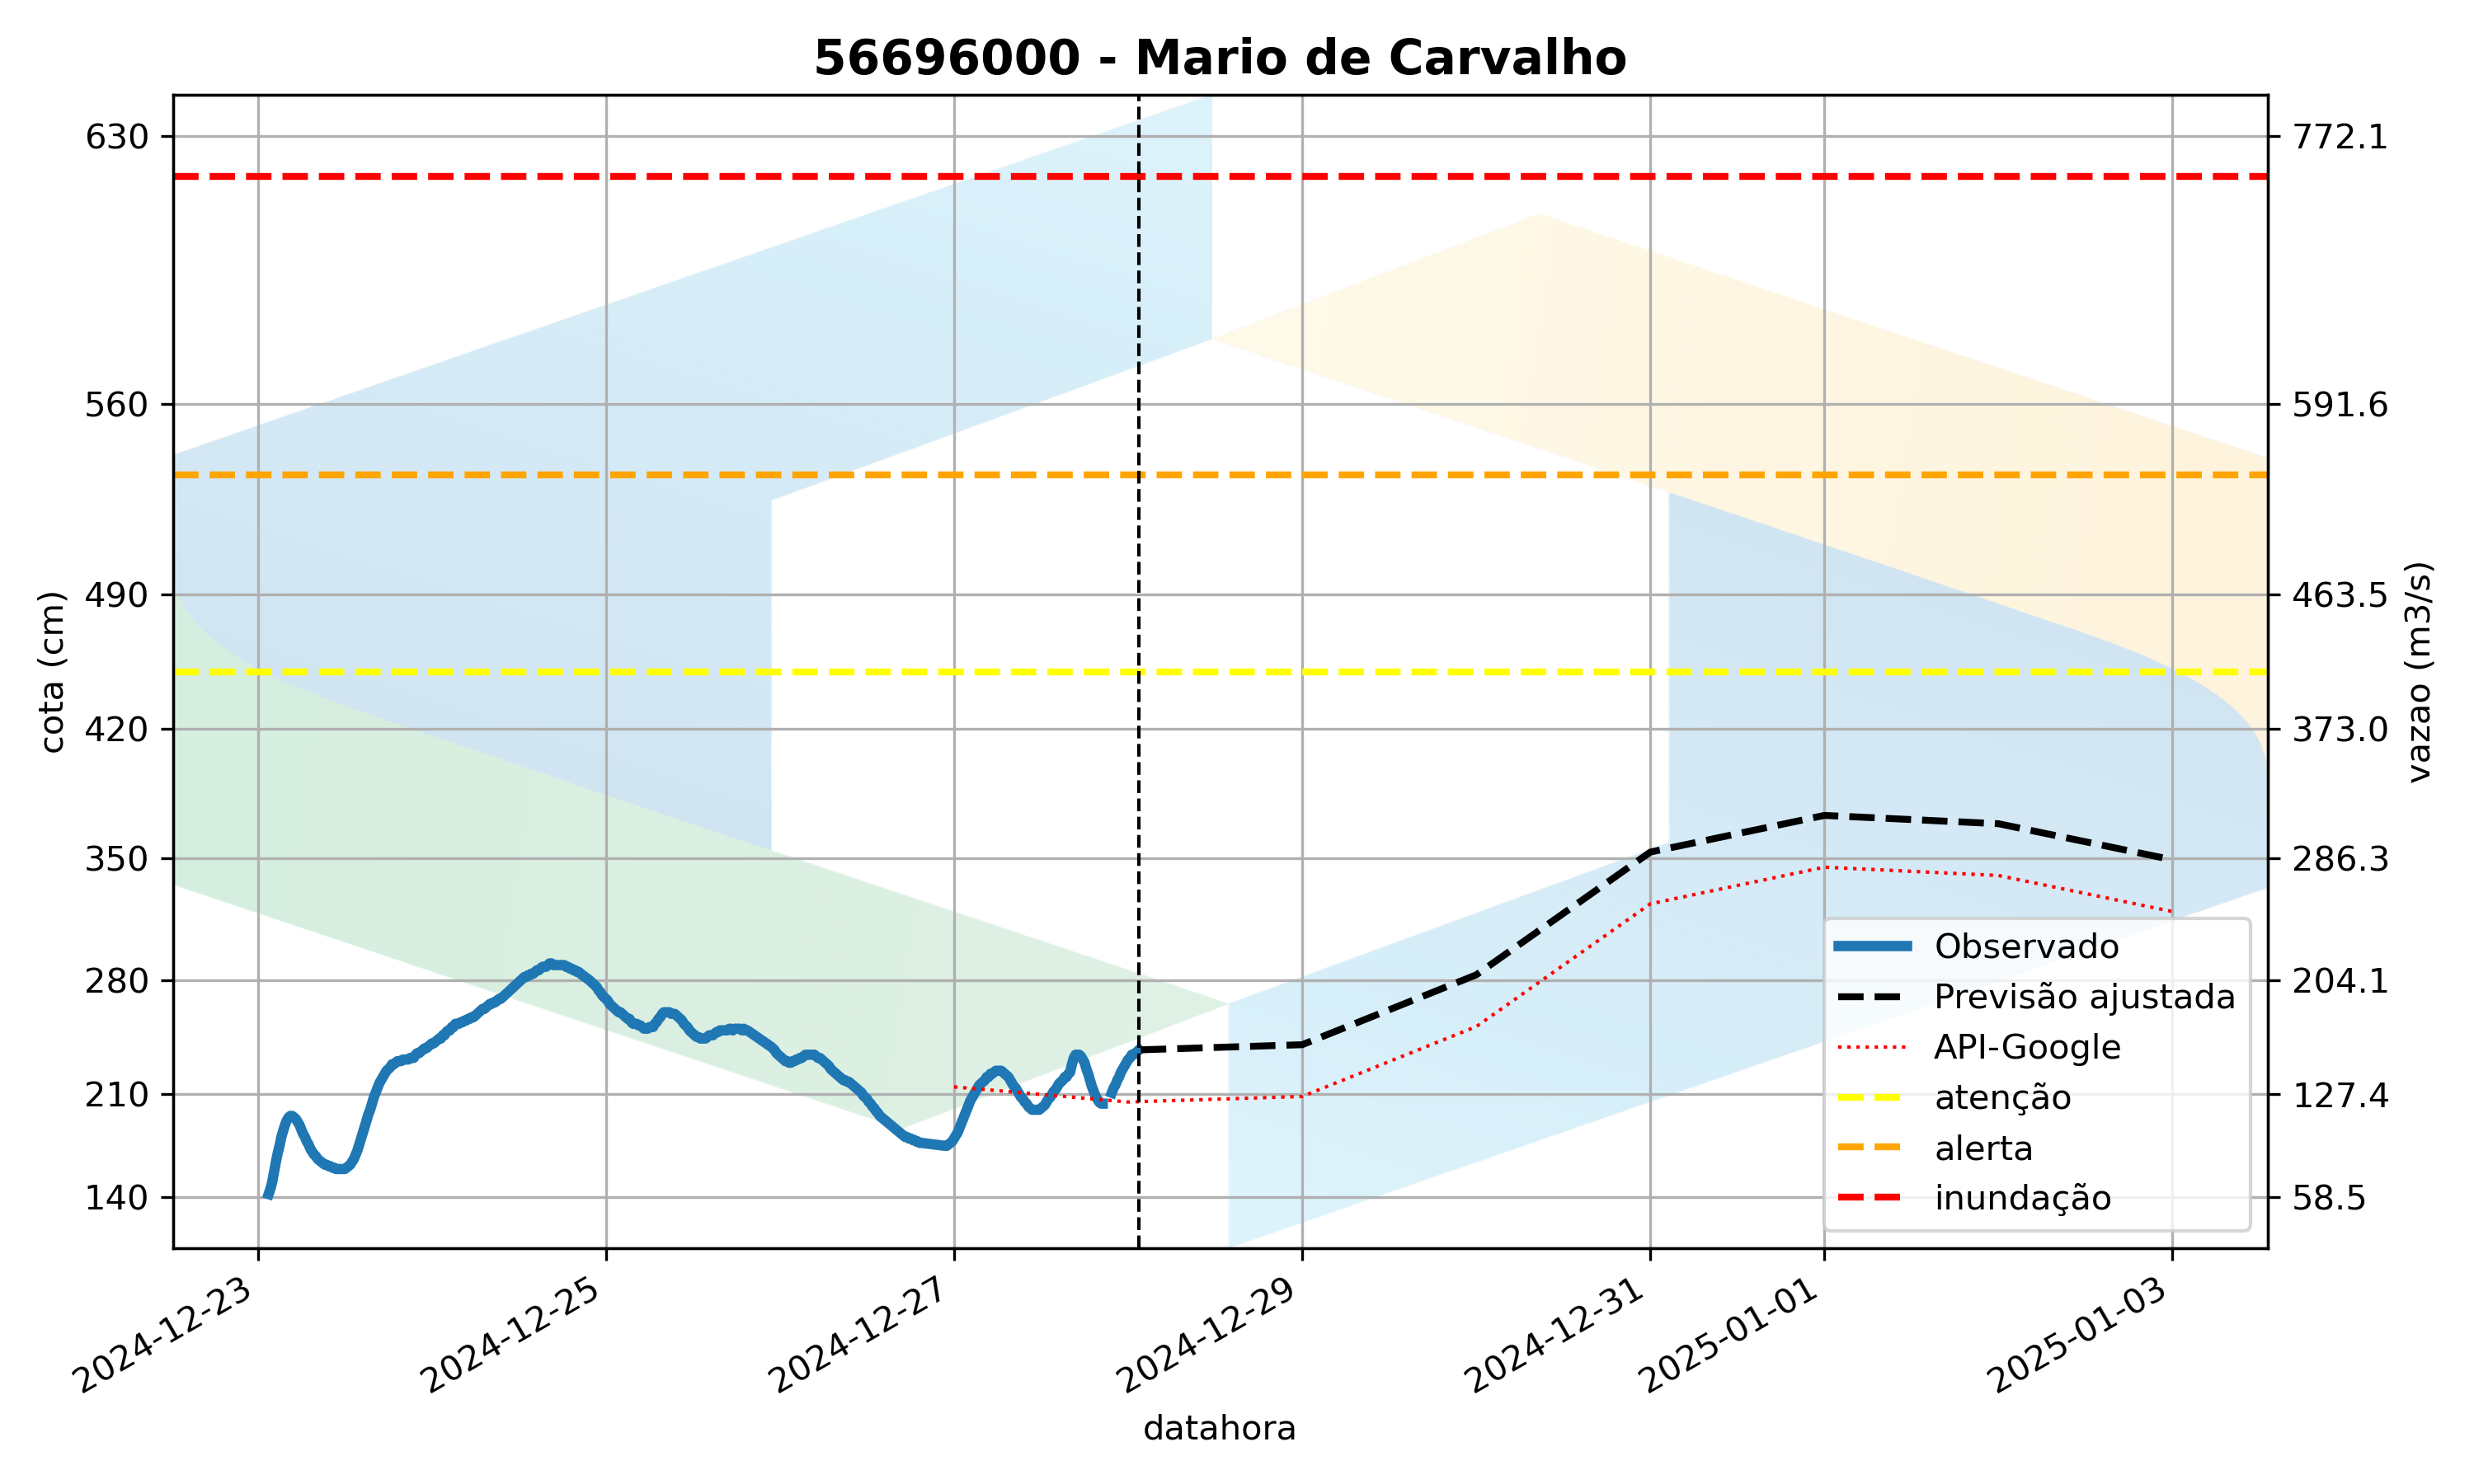 56696000 - Mario de Carvalho
cota (cm)
630
560
490
420
350
280
210
140
772.1
591.6
463.5
373.0
286.3
204.1
127.4
58.5
vazao (m3/s)
Observado
Previsão ajustada
API-Google
atenção
alerta
inundação
2024-12-23
2024-12-25
2024-12-27
2024-12-29
2024-12-31
2025-01-01
2025-01-03
datahora